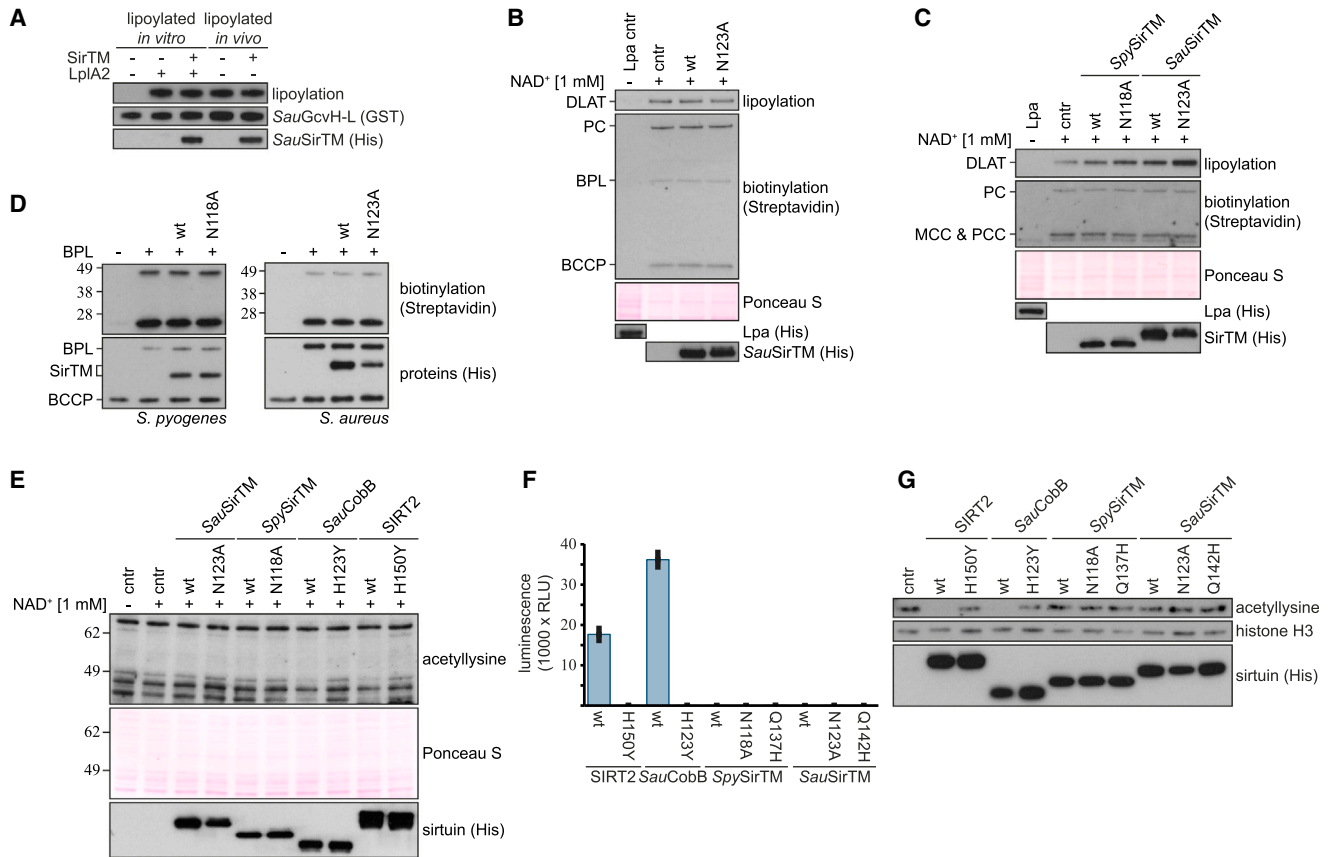 A
lipoylated lipoylated
in vitro in vivo
SirTM - - + - +
LplA2 - + + - -
lipoylation
SauGcvH-L (GST)
SauSirTM (His)
B
Lpa cntr
cntr
wt
N123A
NAD+ [1 mM] - + + +
DLAT lipoylation
PC
BPL
biotinylation
(Streptavidin)
BCCP
Ponceau S
Lpa (His)
SauSirTM (His)
C
SpySirTM SauSirTM
Lpa
cntr
wt
N118A
wt
N123A
NAD+ [1 mM] - + + + + +
DLAT lipoylation
PC
biotinylation
(Streptavidin)
MCC & PCC
Ponceau S
Lpa (His)
SirTM (His)
D
wt N118A wt N123A
BPL - + + + - + + +
49 49
38 38
28 28
biotinylation
(Streptavidin)
BPL
SirTM
proteins (His)
BCCP
S. pyogenes S. aureus
E
SauSirTM SpySirTM SauCobB SIRT2
cntr cntr wt N123A wt N118A wt H123Y wt H150Y
NAD+ [1 mM] - + + + + + + + + +
62
acetyllysine
49
62
Ponceau S
49
sirtuin (His)
F
luminescence
(1000 x RLU)
40
30
20
10
wt H150Y wt H123Y wt N118A Q137H wt N123A Q142H
SIRT2 SauCobB SpySirTM SauSirTM
G
SIRT2 SauCobB SpySirTM SauSirTM
cntr wt H150Y wt H123Y wt N118A Q137H wt N123A Q142H
acetyllysine
histone H3
sirtuin (His)